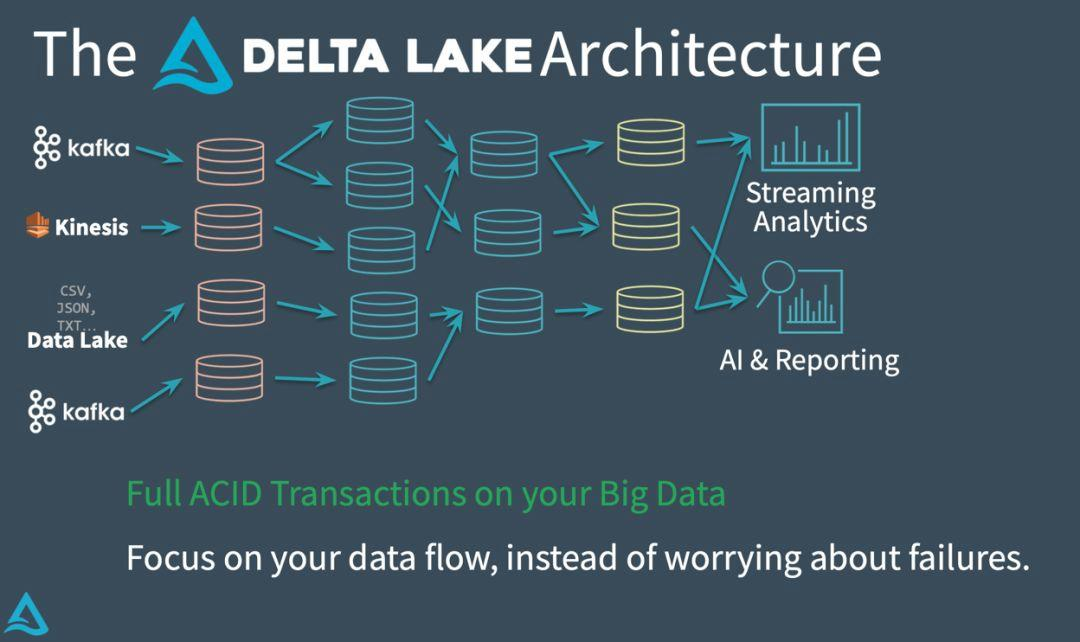 The DELTA LAKE Architecture
kafka
Kinesis
CSV,
JSON,
TXT...
Data Lake
kafka
Streaming
Analytics
AI & Reporting
Full ACID Transactions on your Big Data
Focus on your data flow, instead of worrying about failures.